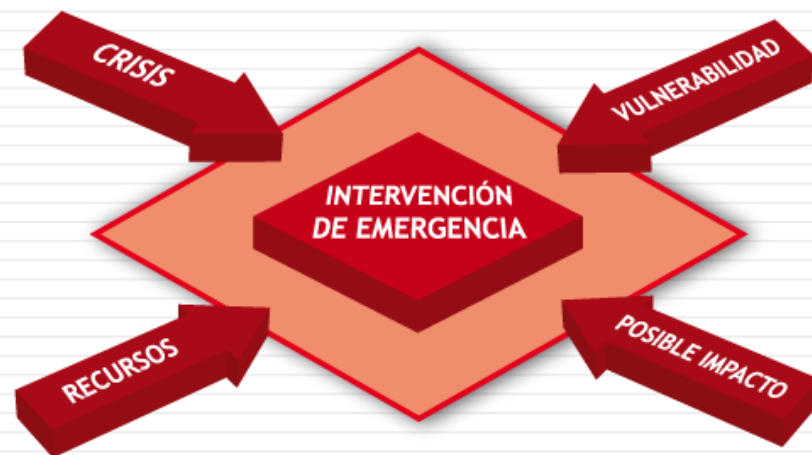 CRISIS
VULNERABILIDAD
INTERVENCIÓN
DE EMERGENCIA
RECURSOS
POSIBLE IMPACTO